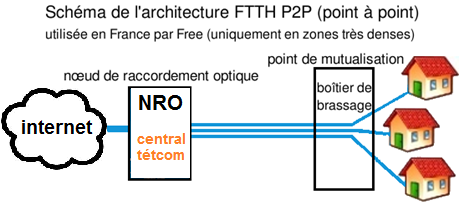 Schéma de l'architecture FTTH P2P (point à point)
utilisée en France par Free (uniquement en zones très denses)
point de mutualisation
nœud de raccordement optique
internet
NRO
central
tétcom
boîtier de
brassage